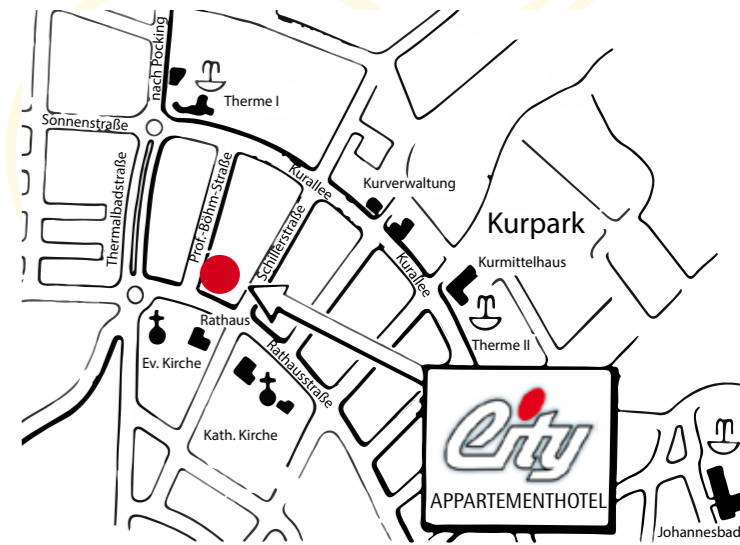 nach Pocking
Therme I
Sonnenstraße
Thermalbadstraße
Prof.-Böhm-Straße
Schillerstraße
Kurallee
Kurverwaltung
Kurpark
Kurallee
Kurmittelhaus
Therme II
Rathaus
Rathausstraße
Ev. Kirche
Kath. Kirche
City
APPARTEMENTHOTEL
Johannesbad